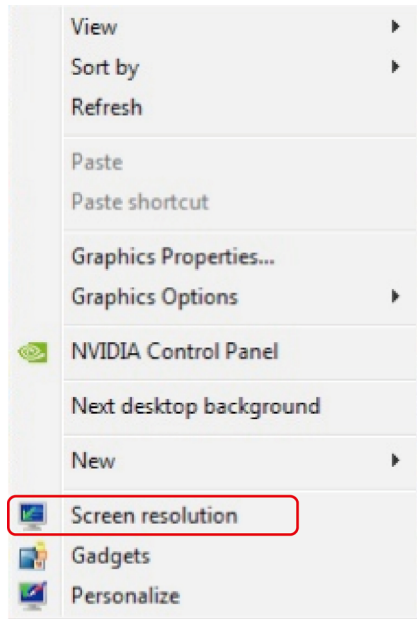 View
Sort by
Refresh
Paste
Paste shortcut
Graphics Properties...
Graphics Options
NVIDIA Control Panel
Next desktop background
New
Screen resolution
Gadgets
Personalize